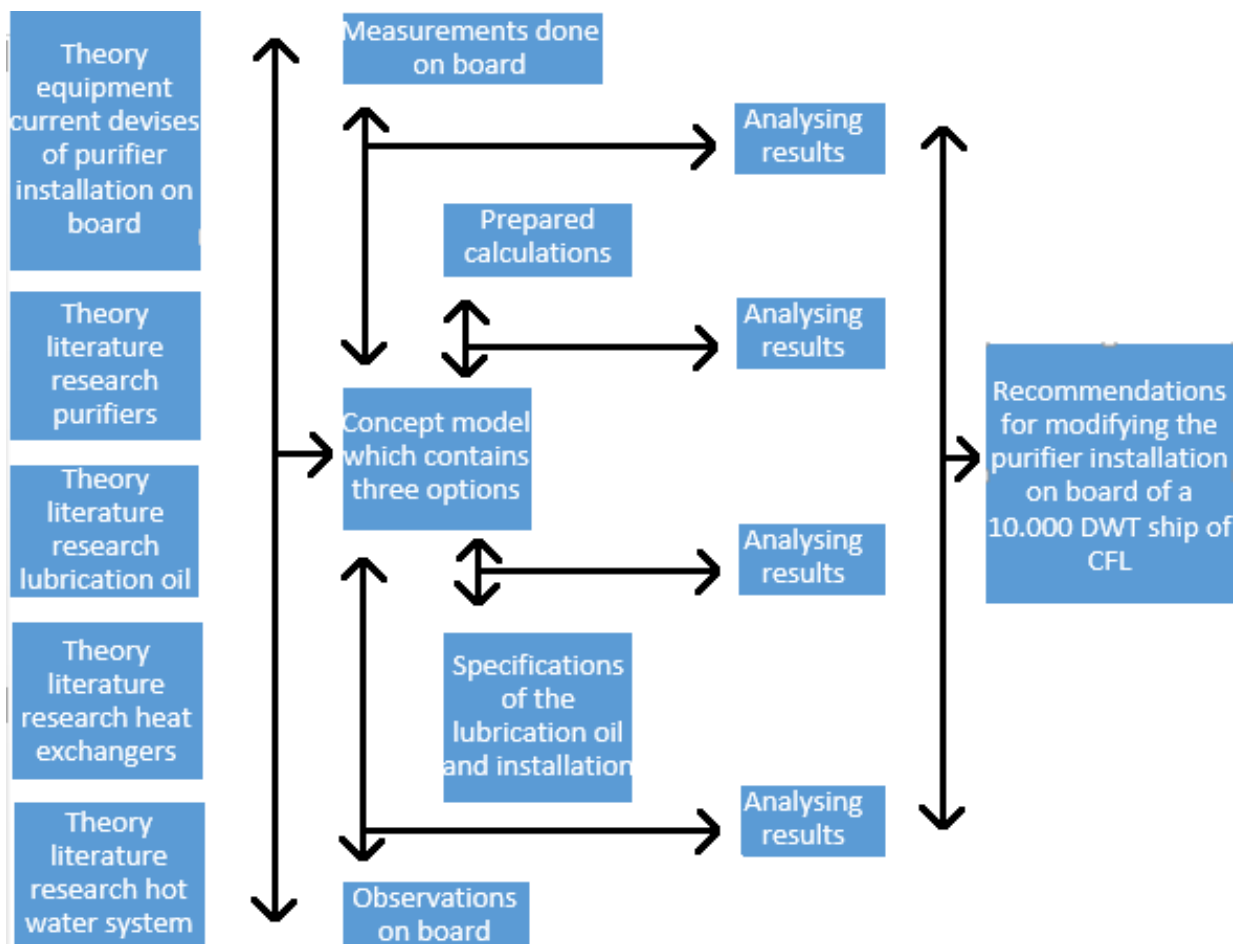 Theory
equipment
current devises
of purifier
installation on
board
Theory
literature
research
purifiers
Theory
literature
research
lubrication oil
Theory
literature
research heat
exchangers
Theory
literature
research hot
water system
Measurements done
on board
Prepared
calculations
Concept model
which contains
three options
Specifications
of the
lubrication oil
and installation
Observations
on board
Analysing
results
Analysing
results
Analysing
results
Analysing
results
Recommendations
for modifying the
purifier installation
on board of a
10.000 DWT ship of
CFL